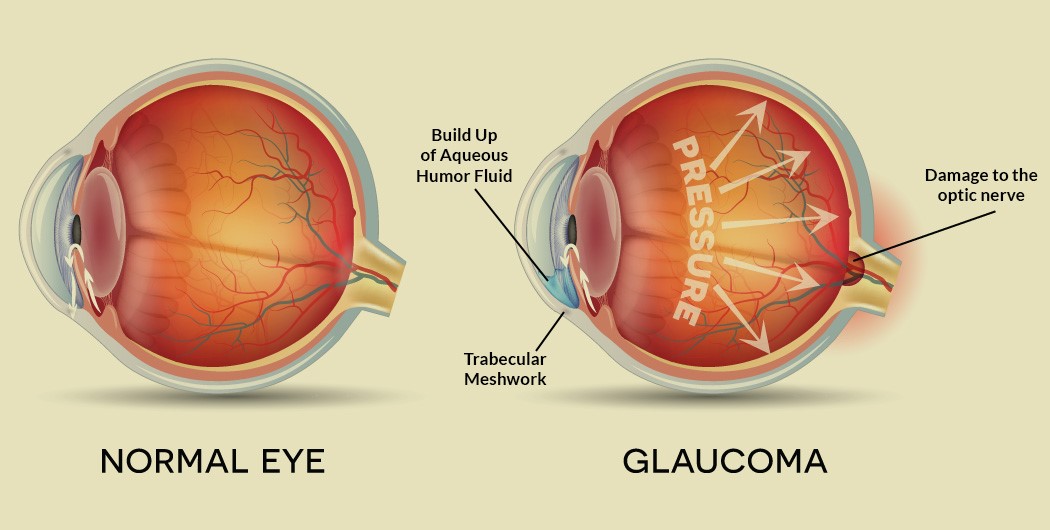 Build Up
of Aqueous
Humor Fluid
PRESSURE
Damage to the
optic nerve
Trabecular
Meshwork
NORMAL EYE
GLAUCOMA